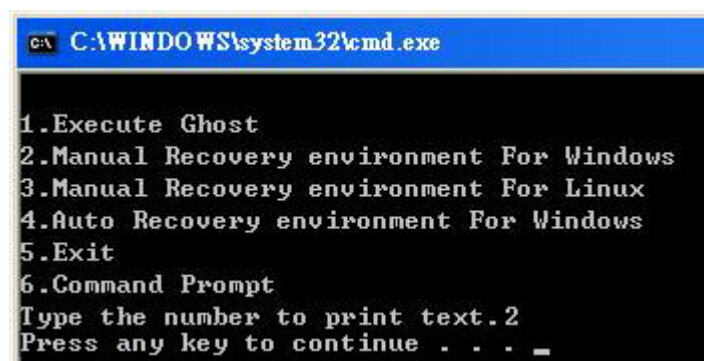 C:\WINDOWS\system32\cmd.exe
1.Execute Ghost
2.Manual Recovery environment For Windows
3.Manual Recovery environment For Linux
4.Auto Recovery environment For Windows
5.Exit
6.Command Prompt
Type the number to print text.2
Press any key to continue . . . _